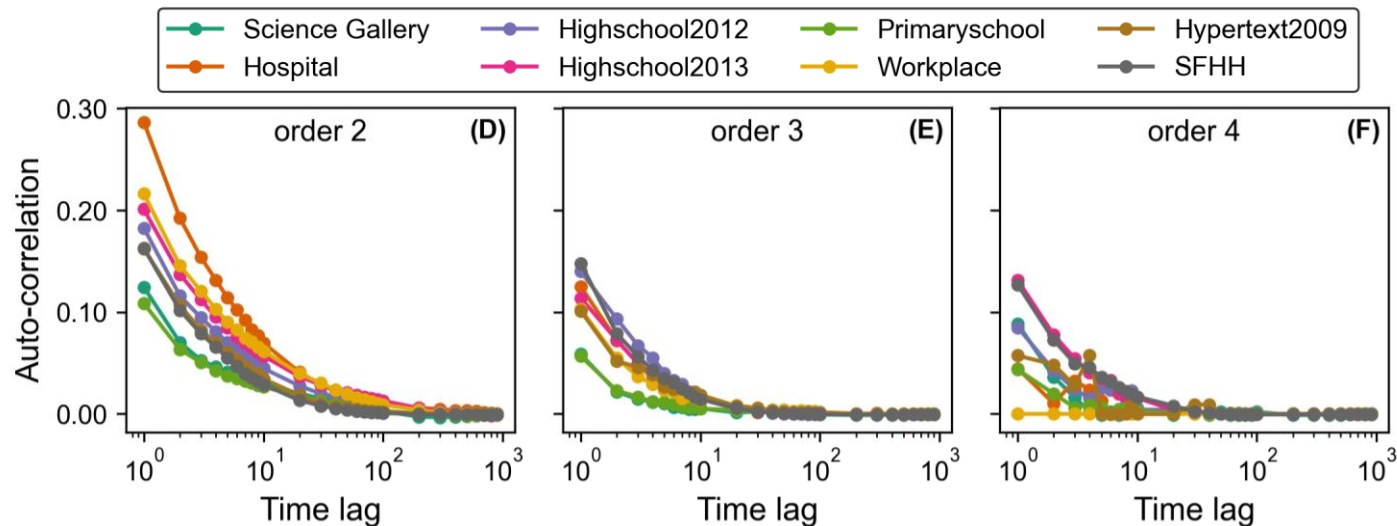 Science Gallery Highschool2012 Primaryschool Hypertext2009
Hospital Highschool2013 Workplace SFHH
order 2 (D) order 3 (E) order 4 (F)
0.30
0.20
0.10
0.00
Auto-correlation
10^0 10^1 10^2 10^3 10^0 10^1 10^2 10^3 10^0 10^1 10^2 10^3
Time lag Time lag Time lag